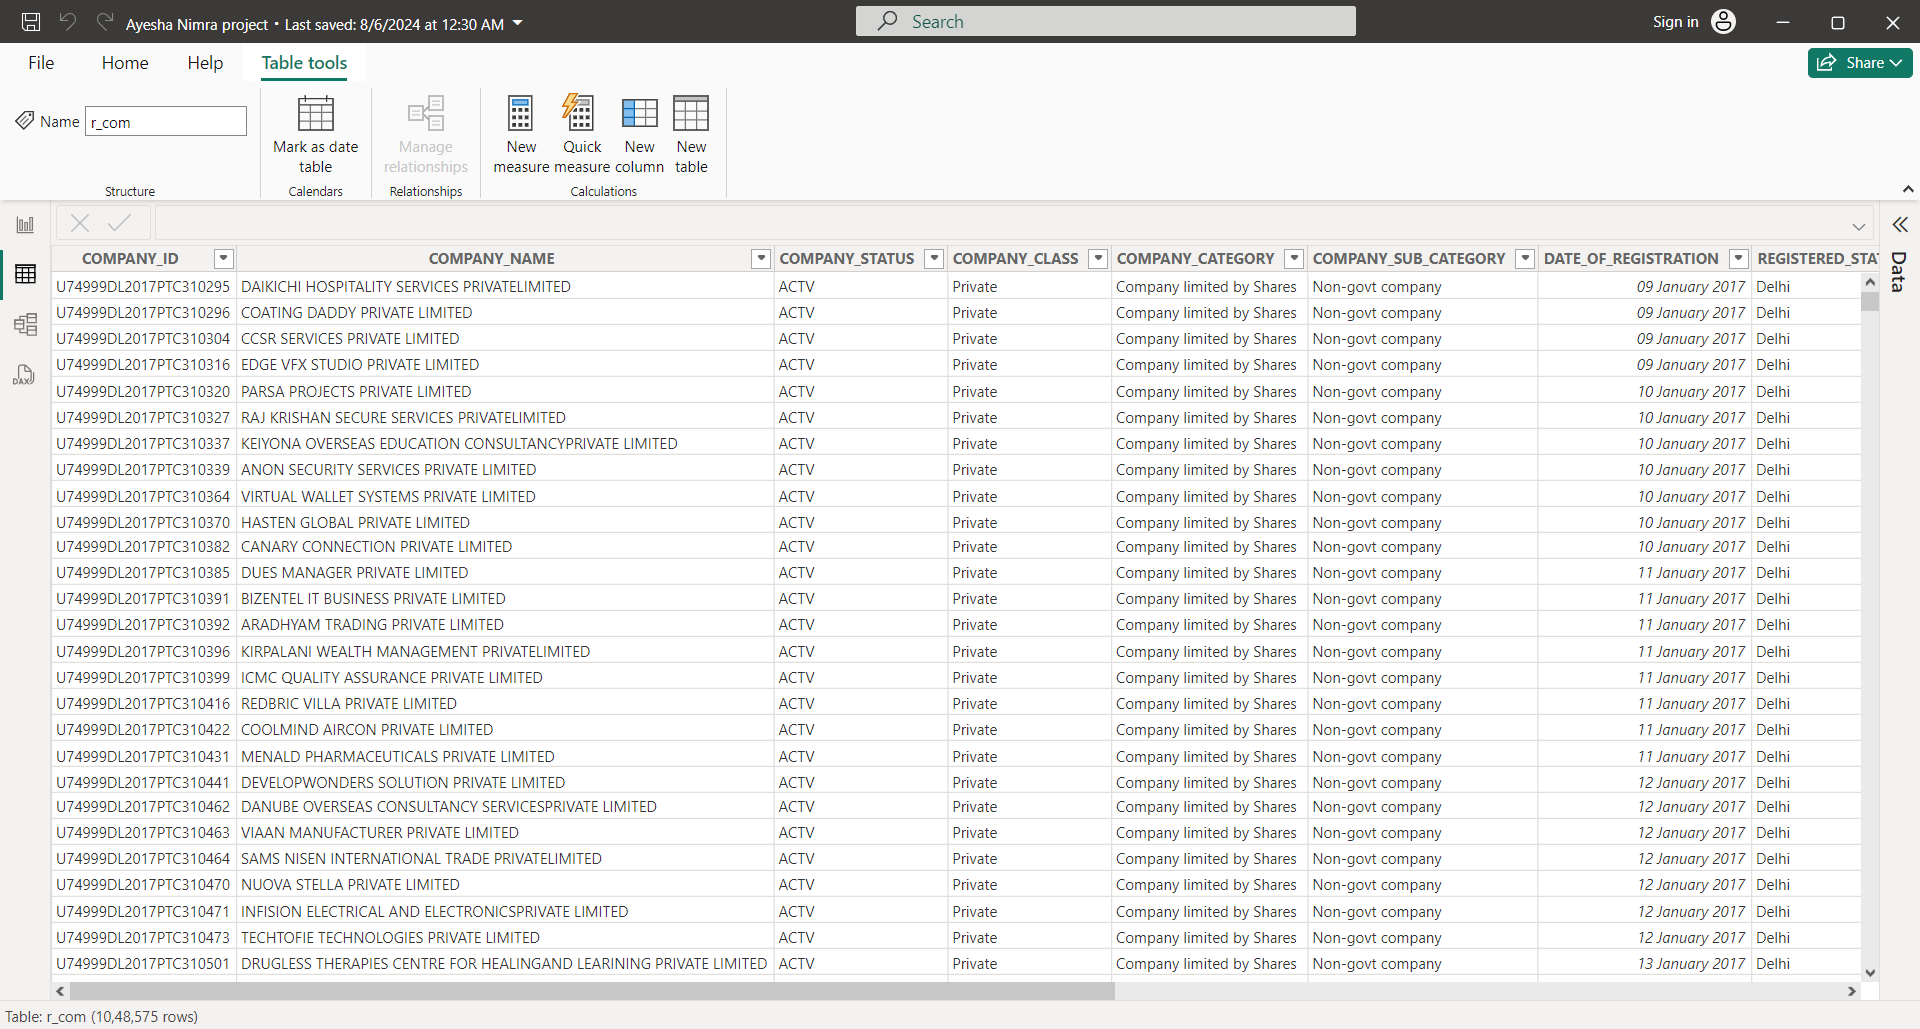 Ayesha Nimra project • Last saved: 8/6/2024 at 12:30 AM
Search
Sign in
File Home Help Table tools
Share
Name r_com
Mark as date table
Manage relationships
New measure
Quick measure
New column
New table
Structure Calendars Relationships Calculations
COMPANY_ID COMPANY_NAME COMPANY_STATUS COMPANY_CLASS COMPANY_CATEGORY COMPANY_SUB_CATEGORY DATE_OF_REGISTRATION REGISTERED_STAT
U74999DL2017PTC310295 DAIKICHI HOSPITALITY SERVICES PRIVATELIMITED ACTV Private Company limited by Shares Non-govt company 09 January 2017 Delhi
U74999DL2017PTC310296 COATING DADDY PRIVATE LIMITED ACTV Private Company limited by Shares Non-govt company 09 January 2017 Delhi
U74999DL2017PTC310304 CCSR SERVICES PRIVATE LIMITED ACTV Private Company limited by Shares Non-govt company 09 January 2017 Delhi
U74999DL2017PTC310316 EDGE VFX STUDIO PRIVATE LIMITED ACTV Private Company limited by Shares Non-govt company 09 January 2017 Delhi
U74999DL2017PTC310320 PARSA PROJECTS PRIVATE LIMITED ACTV Private Company limited by Shares Non-govt company 10 January 2017 Delhi
U74999DL2017PTC310327 RAJ KRISHAN SECURE SERVICES PRIVATELIMITED ACTV Private Company limited by Shares Non-govt company 10 January 2017 Delhi
U74999DL2017PTC310337 KEIYONA OVERSEAS EDUCATION CONSULTANCYPRIVATE LIMITED ACTV Private Company limited by Shares Non-govt company 10 January 2017 Delhi
U74999DL2017PTC310339 ANON SECURITY SERVICES PRIVATE LIMITED ACTV Private Company limited by Shares Non-govt company 10 January 2017 Delhi
U74999DL2017PTC310364 VIRTUAL WALLET SYSTEMS PRIVATE LIMITED ACTV Private Company limited by Shares Non-govt company 10 January 2017 Delhi
U74999DL2017PTC310370 HASTEN GLOBAL PRIVATE LIMITED ACTV Private Company limited by Shares Non-govt company 10 January 2017 Delhi
U74999DL2017PTC310382 CANARY CONNECTION PRIVATE LIMITED ACTV Private Company limited by Shares Non-govt company 10 January 2017 Delhi
U74999DL2017PTC310385 DUES MANAGER PRIVATE LIMITED ACTV Private Company limited by Shares Non-govt company 11 January 2017 Delhi
U74999DL2017PTC310391 BIZENTEL IT BUSINESS PRIVATE LIMITED ACTV Private Company limited by Shares Non-govt company 11 January 2017 Delhi
U74999DL2017PTC310392 ARADHYAM TRADING PRIVATE LIMITED ACTV Private Company limited by Shares Non-govt company 11 January 2017 Delhi
U74999DL2017PTC310396 KIRPALANI WEALTH MANAGEMENT PRIVATELIMITED ACTV Private Company limited by Shares Non-govt company 11 January 2017 Delhi
U74999DL2017PTC310399 ICMC QUALITY ASSURANCE PRIVATE LIMITED ACTV Private Company limited by Shares Non-govt company 11 January 2017 Delhi
U74999DL2017PTC310416 REDBRIC VILLA PRIVATE LIMITED ACTV Private Company limited by Shares Non-govt company 11 January 2017 Delhi
U74999DL2017PTC310422 COOLMIND AIRCON PRIVATE LIMITED ACTV Private Company limited by Shares Non-govt company 11 January 2017 Delhi
U74999DL2017PTC310431 MENALD PHARMACEUTICALS PRIVATE LIMITED ACTV Private Company limited by Shares Non-govt company 11 January 2017 Delhi
U74999DL2017PTC310441 DEVELOPWONDERS SOLUTION PRIVATE LIMITED ACTV Private Company limited by Shares Non-govt company 12 January 2017 Delhi
U74999DL2017PTC310462 DANUBE OVERSEAS CONSULTANCY SERVICESPRIVATE LIMITED ACTV Private Company limited by Shares Non-govt company 12 January 2017 Delhi
U74999DL2017PTC310463 VIAAN MANUFACTURER PRIVATE LIMITED ACTV Private Company limited by Shares Non-govt company 12 January 2017 Delhi
U74999DL2017PTC310464 SAMS NISEN INTERNATIONAL TRADE PRIVATELIMITED ACTV Private Company limited by Shares Non-govt company 12 January 2017 Delhi
U74999DL2017PTC310470 NUOVA STELLA PRIVATE LIMITED ACTV Private Company limited by Shares Non-govt company 12 January 2017 Delhi
U74999DL2017PTC310471 INFISION ELECTRICAL AND ELECTRONICSPRIVATE LIMITED ACTV Private Company limited by Shares Non-govt company 12 January 2017 Delhi
U74999DL2017PTC310473 TECHTOFIE TECHNOLOGIES PRIVATE LIMITED ACTV Private Company limited by Shares Non-govt company 12 January 2017 Delhi
U74999DL2017PTC310501 DRUGLESS THERAPIES CENTRE FOR HEALINGAND LEARINING PRIVATE LIMITED ACTV Private Company limited by Shares Non-govt company 13 January 2017 Delhi
Data
DAX
Table: r_com (10,48,575 rows)